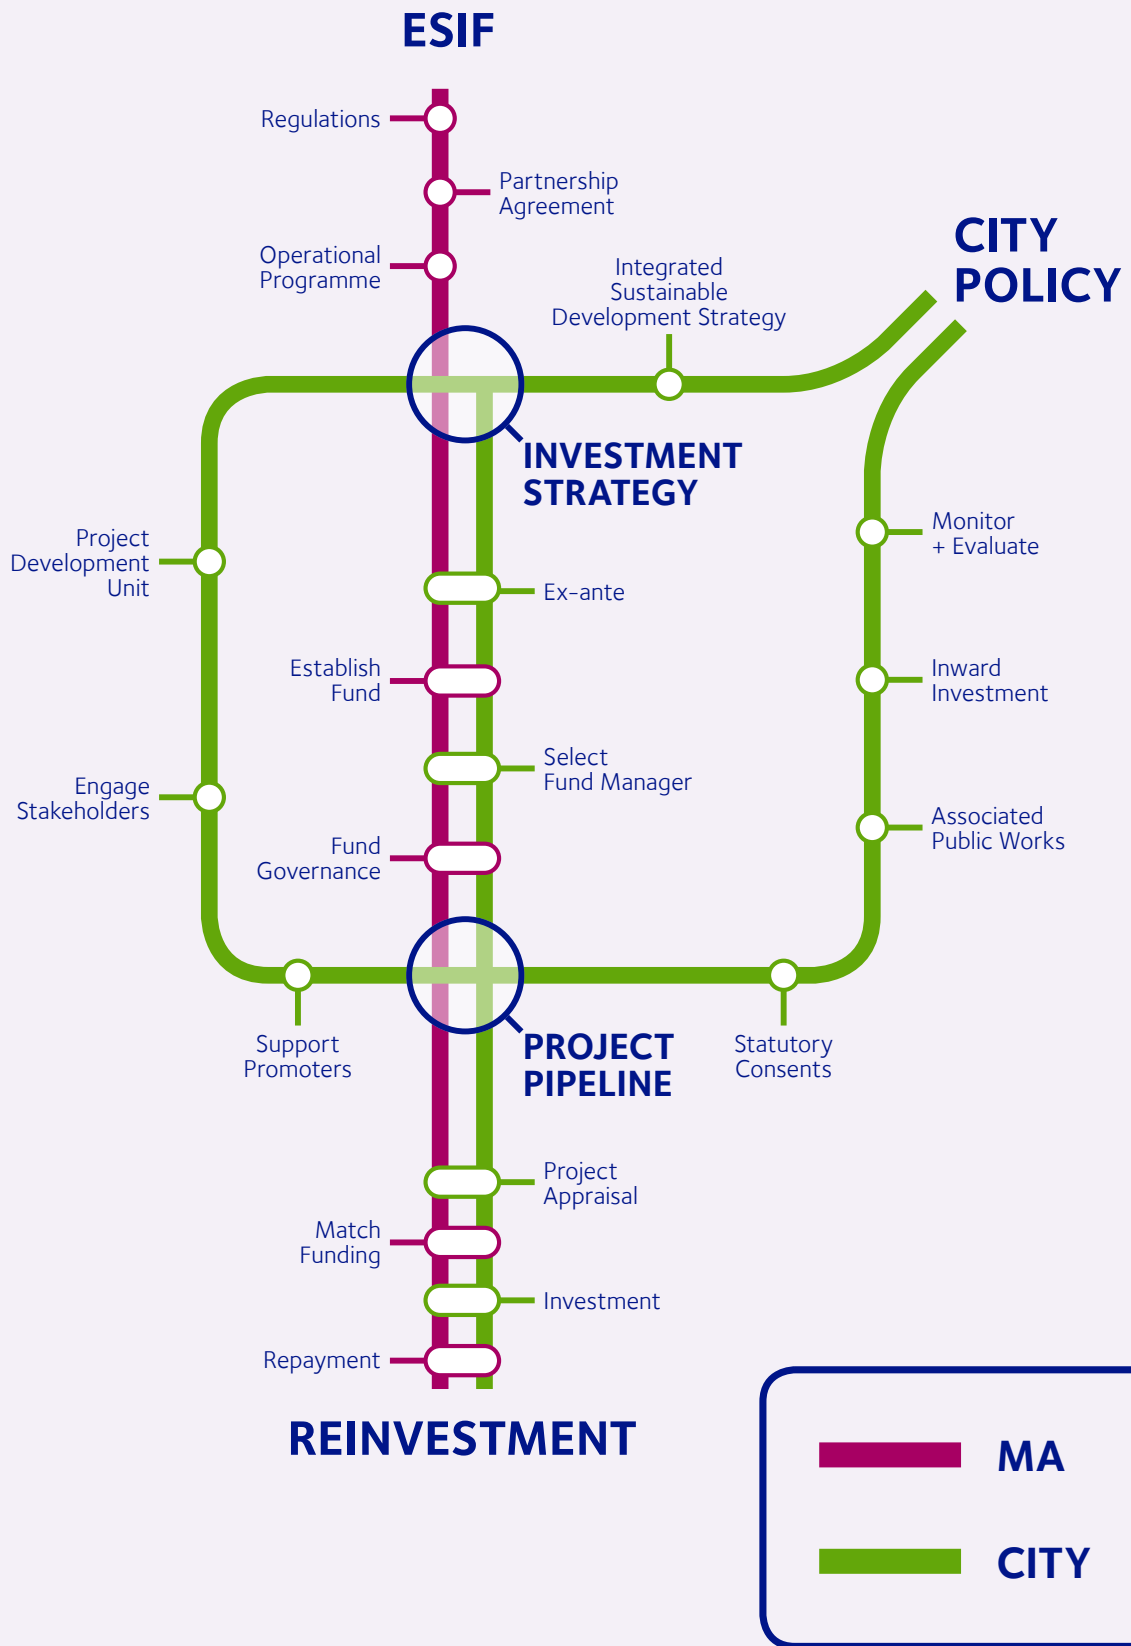 ESIF
Regulations
Partnership
Agreement
Operational
Programme
Integrated
Sustainable
Development Strategy
CITY
POLICY
INVESTMENT
STRATEGY
Project
Development
Unit
Monitor
+ Evaluate
Ex-ante
Establish
Fund
Inward
Investment
Select
Fund Manager
Engage
Stakeholders
Fund
Governance
Associated
Public Works
Support
Promoters
PROJECT
PIPELINE
Statutory
Consents
Project
Appraisal
Match
Funding
Investment
Repayment
REINVESTMENT
MA
CITY